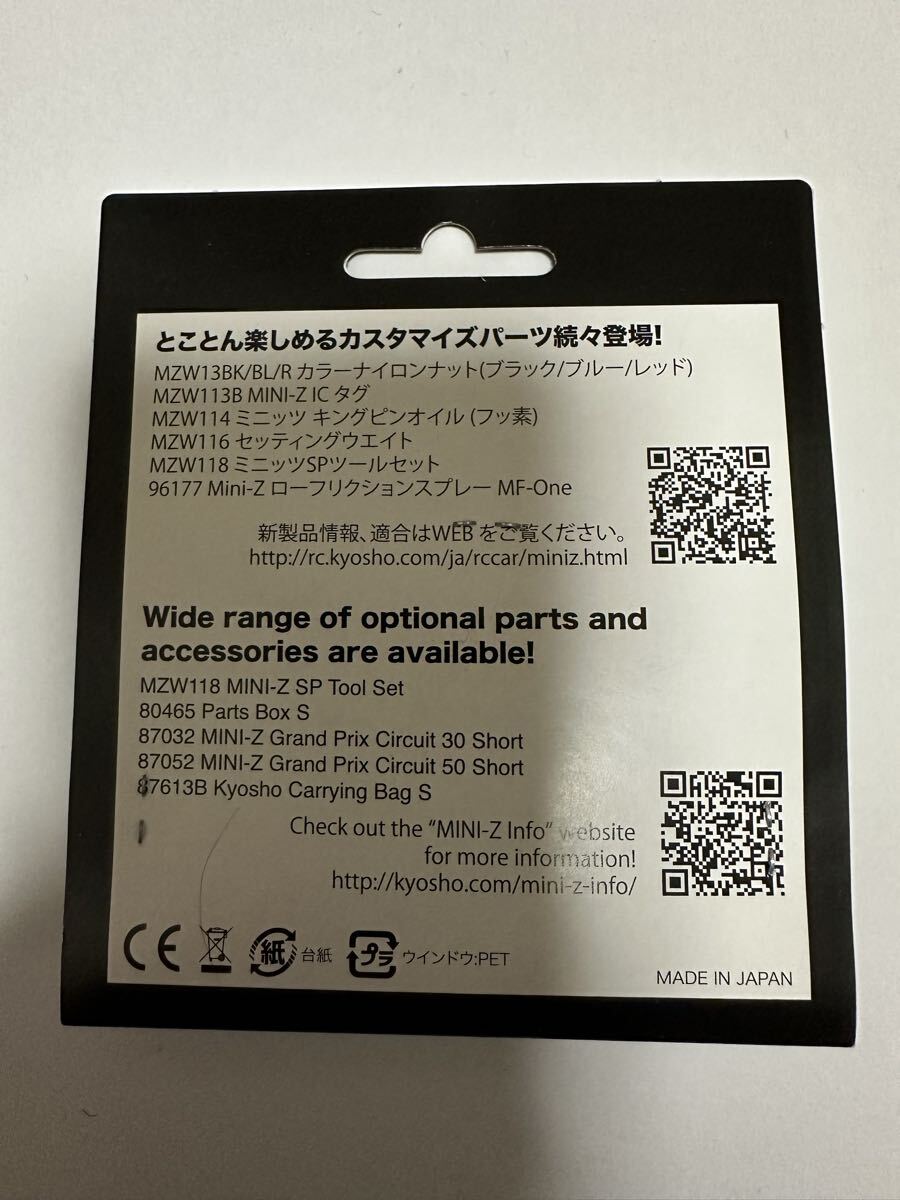 とことん楽しめるカスタマイズパーツ続々登場!
MZW13BK/BL/R カラーナイロンナット(ブラック/ブルー/レッド)
MZW113B MINI-Z IC タグ
MZW114 ミニッツ キングピンオイル (フッ素)
MZW116 セッティングウエイト
MZW118 ミニッツSPツールセット
96177 Mini-Z ローフリクションスプレー MF-One
新製品情報、適合はWEB をご覧ください。
http://rc.kyosho.com/ja/rccar/miniz.html
Wide range of optional parts and
accessories are available!
MZW118 MINI-Z SP Tool Set
80465 Parts Box S
87032 MINI-Z Grand Prix Circuit 30 Short
87052 MINI-Z Grand Prix Circuit 50 Short
87613B Kyosho Carrying Bag S
Check out the “MINI-Z Info” website
for more information!
http://kyosho.com/mini-z-info/
CE 紙 台紙 プラ ウインドウ:PET
MADE IN JAPAN